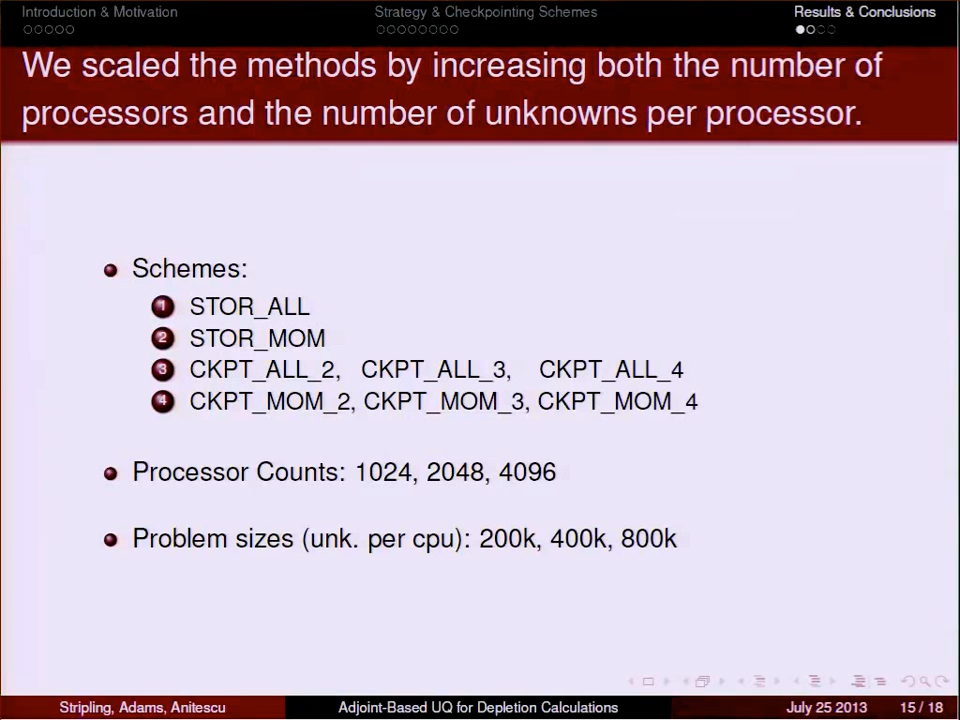 Introduction & Motivation
Strategy & Checkpointing Schemes
Results & Conclusions
We scaled the methods by increasing both the number of
processors and the number of unknowns per processor.
Schemes:
1 STOR_ALL
2 STOR_MOM
3 CKPT_ALL_2, CKPT_ALL_3, CKPT_ALL_4
4 CKPT_MOM_2, CKPT_MOM_3, CKPT_MOM_4
Processor Counts: 1024, 2048, 4096
Problem sizes (unk. per cpu): 200k, 400k, 800k
Stripling, Adams, Anitescu
Adjoint-Based UQ for Depletion Calculations
July 25 2013
15 / 18